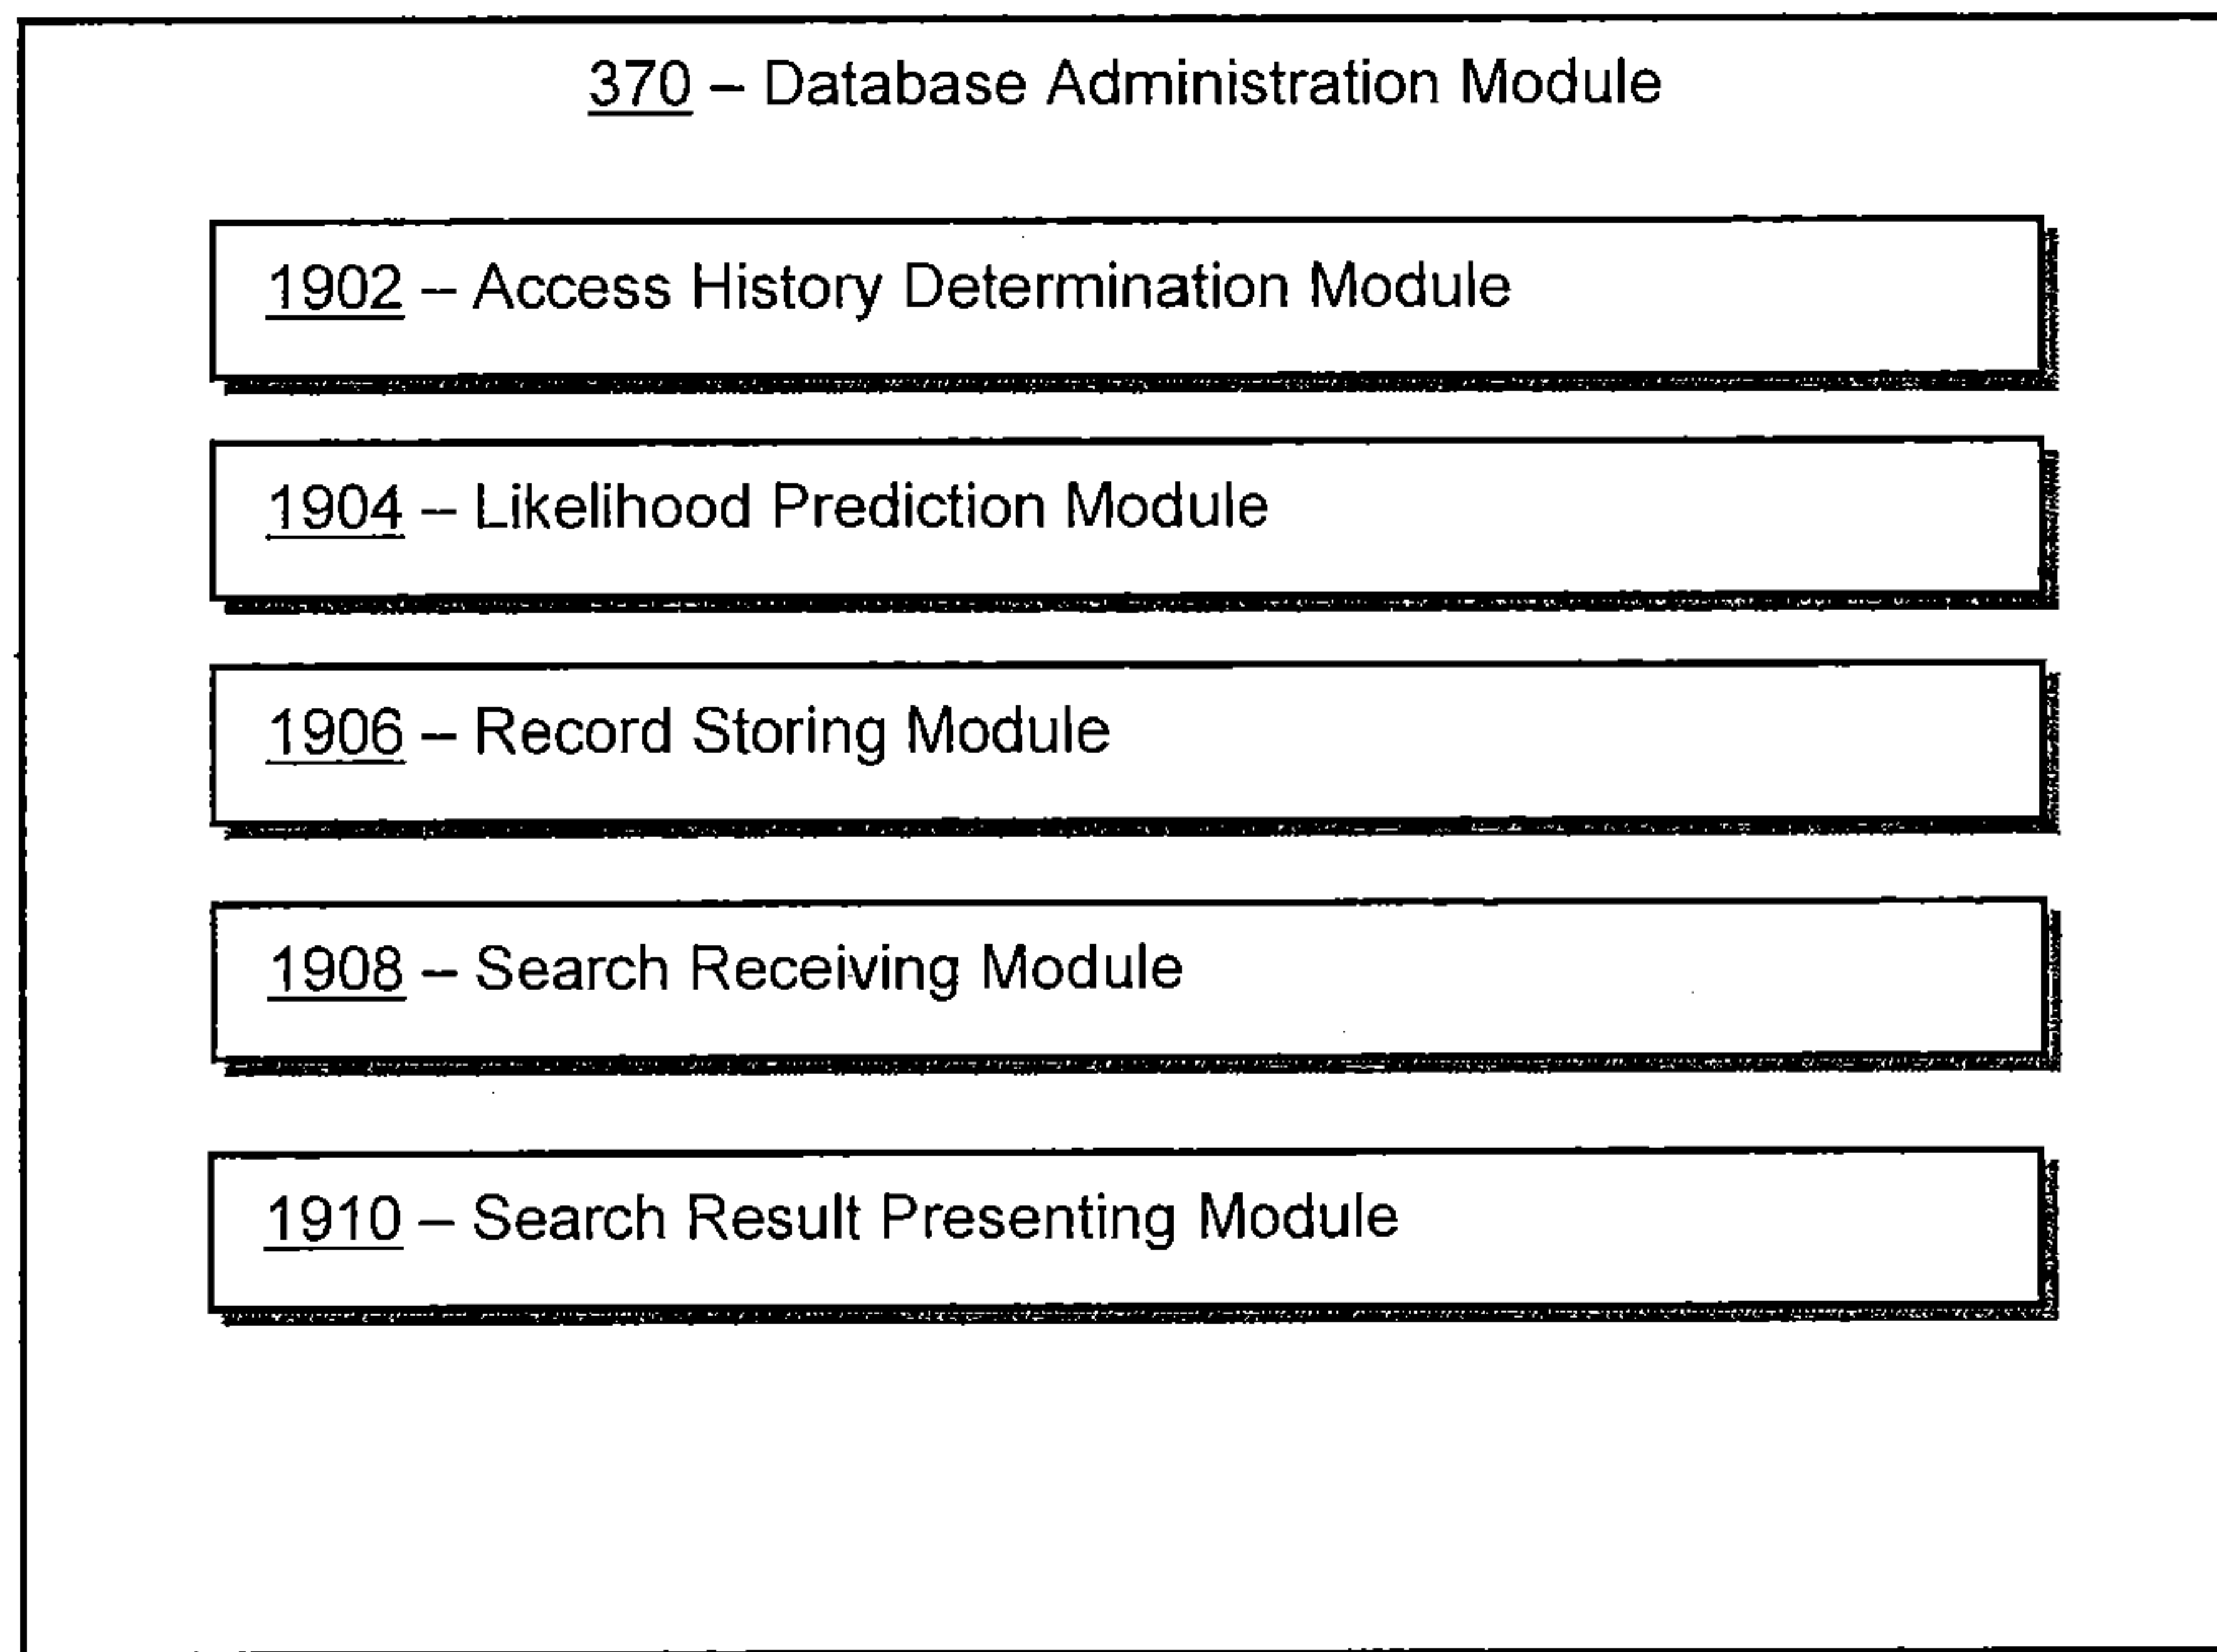 370 – Database Administration Module
1902 – Access History Determination Module
1904 – Likelihood Prediction Module
1906 – Record Storing Module
1908 – Search Receiving Module
1910 – Search Result Presenting Module